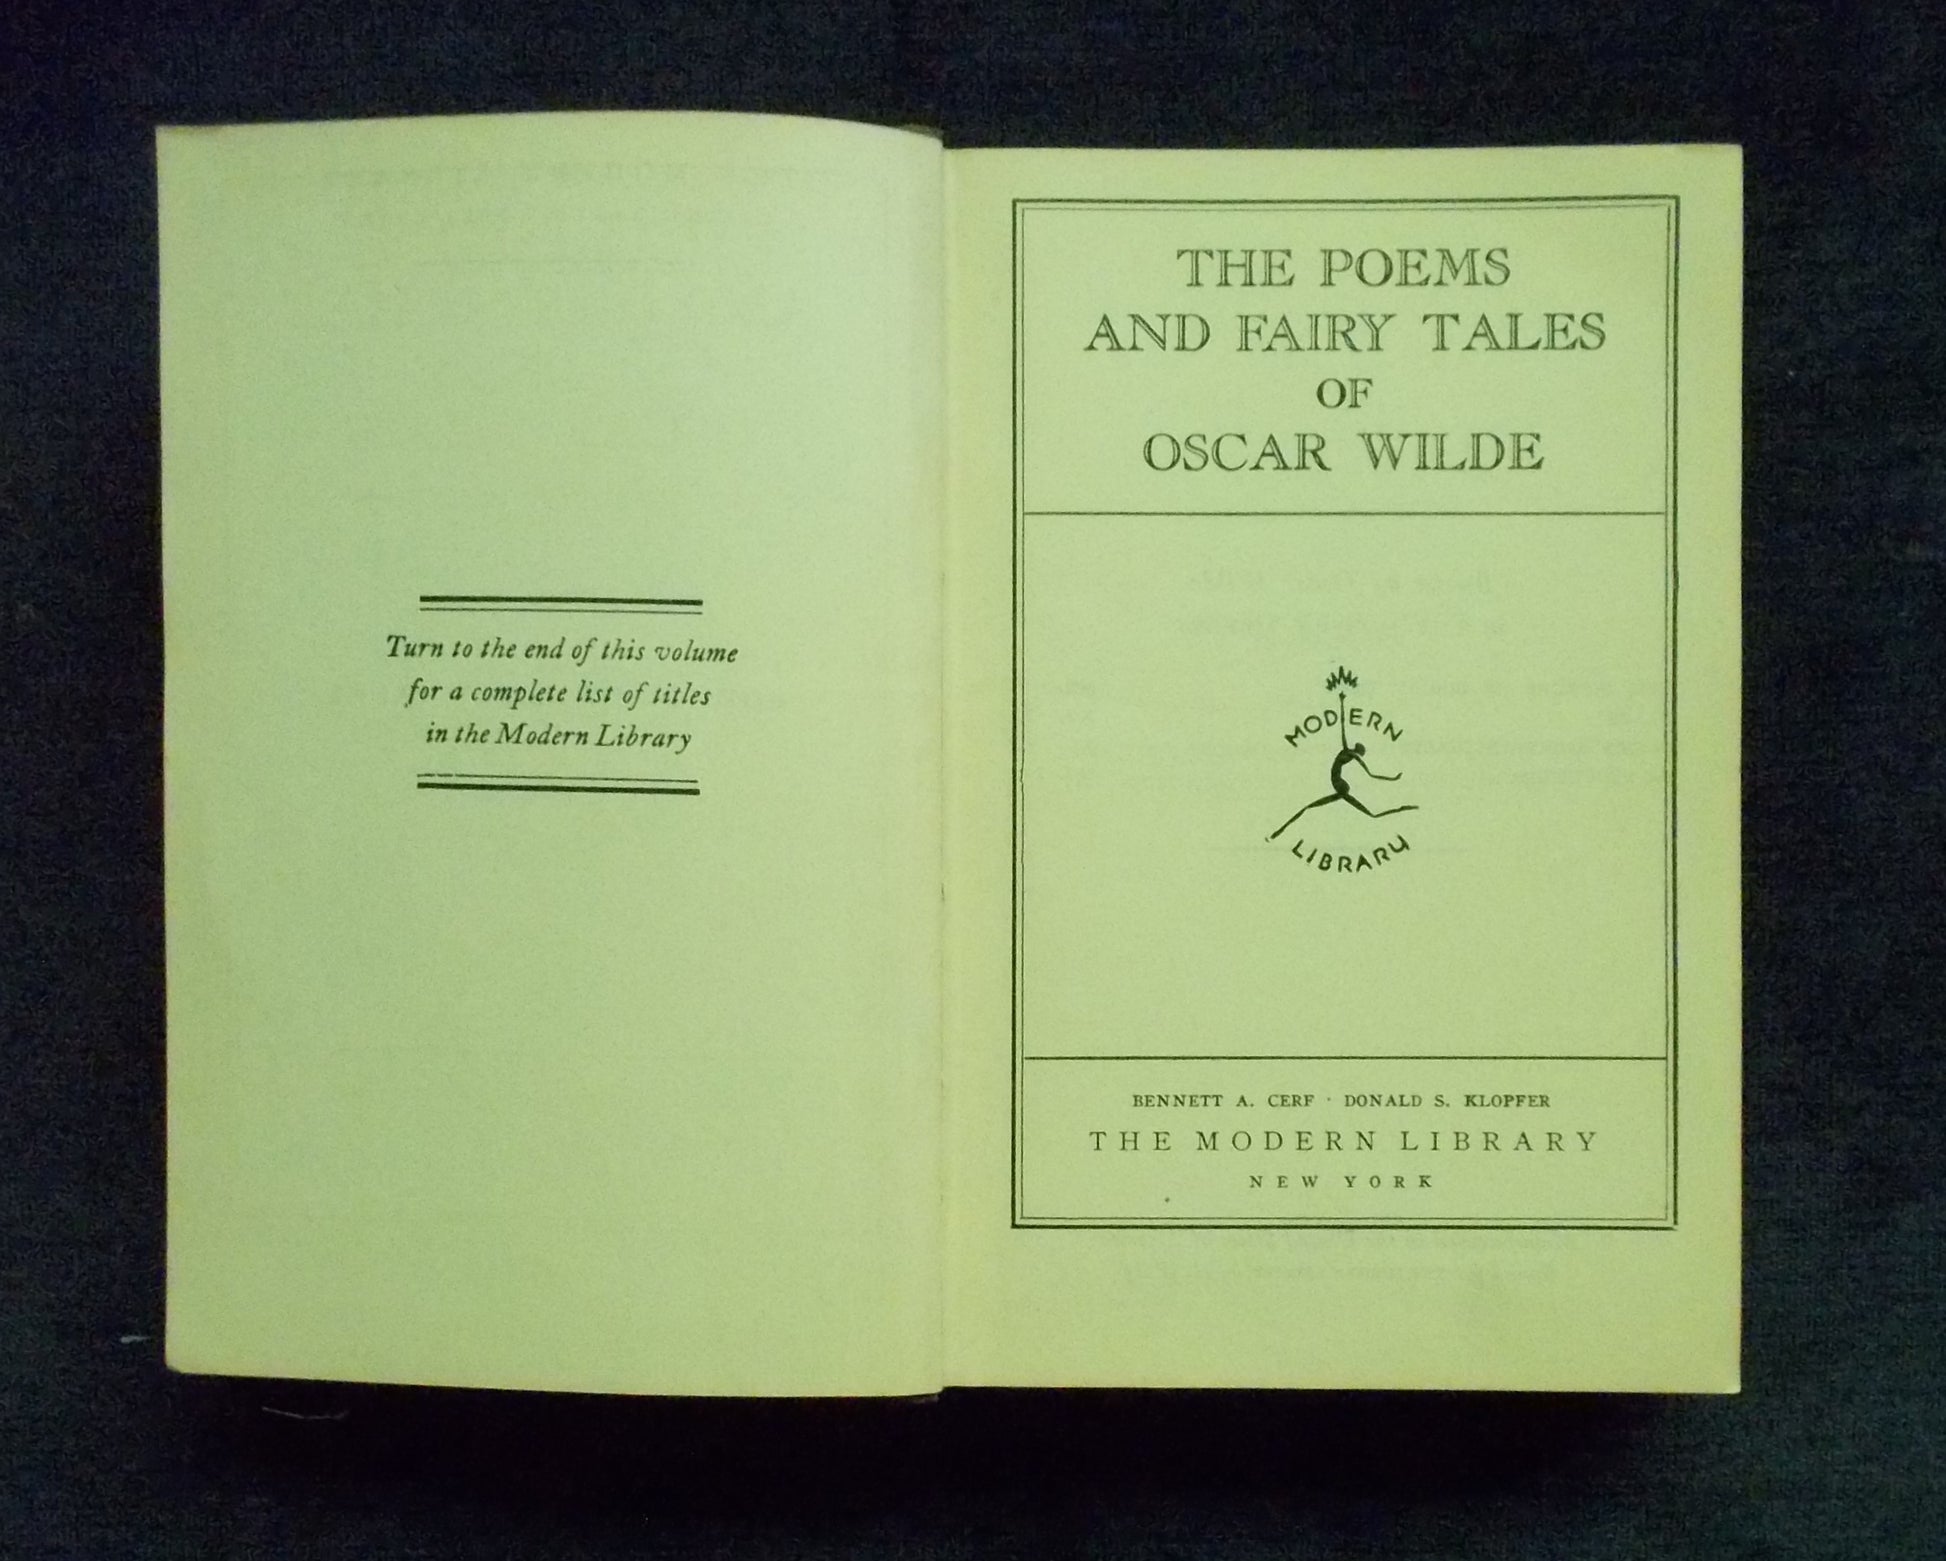 Turn to the end of this volume
for a complete list of titles
in the Modern Library
THE POEMS
AND FAIRY TALES
OF
OSCAR WILDE
MODERN
LIBRARY
BENNETT A. CERF · DONALD S. KLOPFER
THE MODERN LIBRARY
NEW YORK